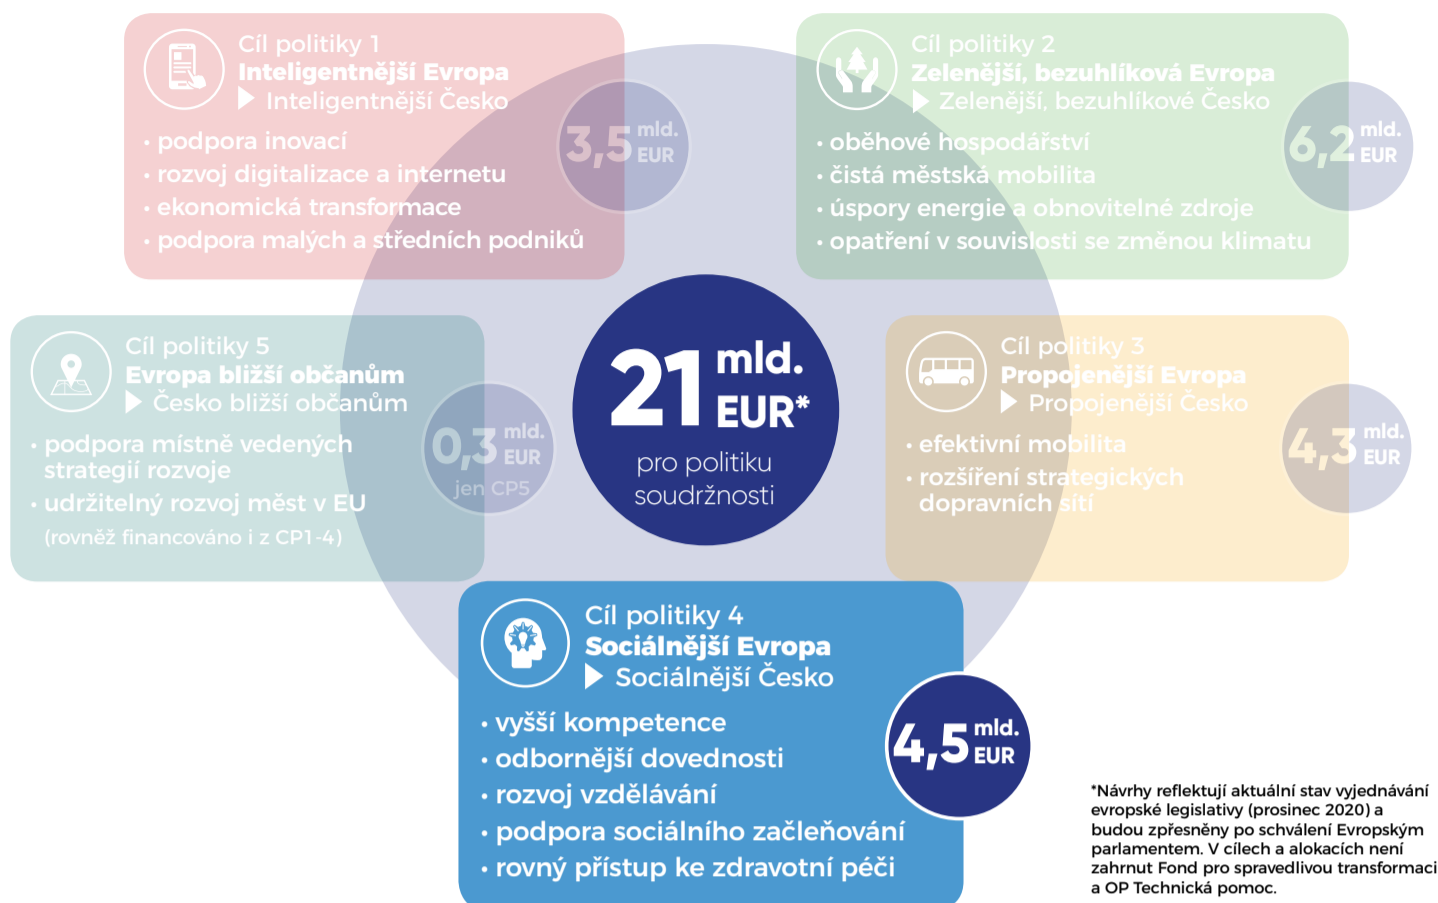 Cíl politiky 1
Inteligentnější Evropa
Inteligentnější Česko
• podpora inovací
• rozvoj digitalizace a internetu
• ekonomická transformace
• podpora malých a středních podniků
3,5 mld. EUR
Cíl politiky 2
Zelenější, bezuhlíková Evropa
Zelenější, bezuhlíkové Česko
• oběhové hospodářství
• čistá městská mobilita
• úspory energie a obnovitelné zdroje
• opatření v souvislosti se změnou klimatu
6,2 mld. EUR
Cíl politiky 5
Evropa bližší občanům
Česko bližší občanům
• podpora místně vedených
strategií rozvoje
• udržitelný rozvoj měst v EU
(rovněž financováno i z CP1-4)
0,3 mld. EUR
jen CP5
21 mld. EUR*
pro politiku
soudržnosti
Cíl politiky 3
Propojenější Evropa
Propojenější Česko
• efektivní mobilita
• rozšíření strategických
dopravních sítí
4,3 mld. EUR
Cíl politiky 4
Sociálnější Evropa
Sociálnější Česko
• vyšší kompetence
• odbornější dovednosti
• rozvoj vzdělávání
• podpora sociálního začleňování
• rovný přístup ke zdravotní péči
4,5 mld. EUR
*Návrhy reflektují aktuální stav vyjednávání
evropské legislativy (prosinec 2020) a
budou zpřesněny po schválení Evropským
parlamentem. V cílech a alokacích není
zahrnut Fond pro spravedlivou transformaci
a OP Technická pomoc.